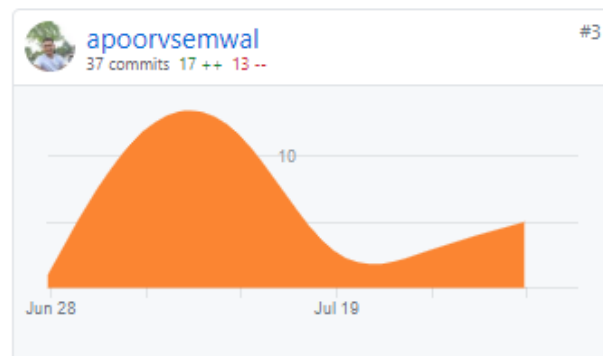 apoorvsemwal
#3
37 commits 17 ++ 13 --
10
Jun 28
Jul 19